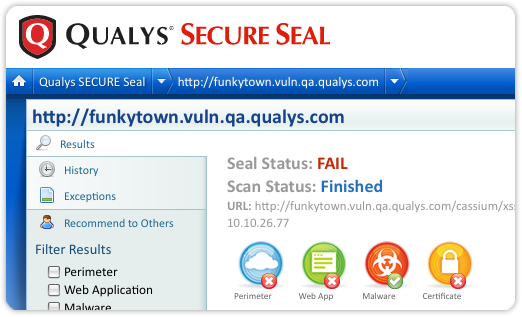 QUALYS® SECURE SEAL
Qualys SECURE Seal http://funkytown.vuln.qa.qualys.com
http://funkytown.vuln.qa.qualys.com
Results
History
Exceptions
Recommend to Others
Filter Results
Perimeter
Web Application
Malware
Seal Status: FAIL
Scan Status: Finished
URL: http://funkytown.vuln.qa.qualys.com/cassium/xs
10.10.26.77
Perimeter Web App Malware Certificate